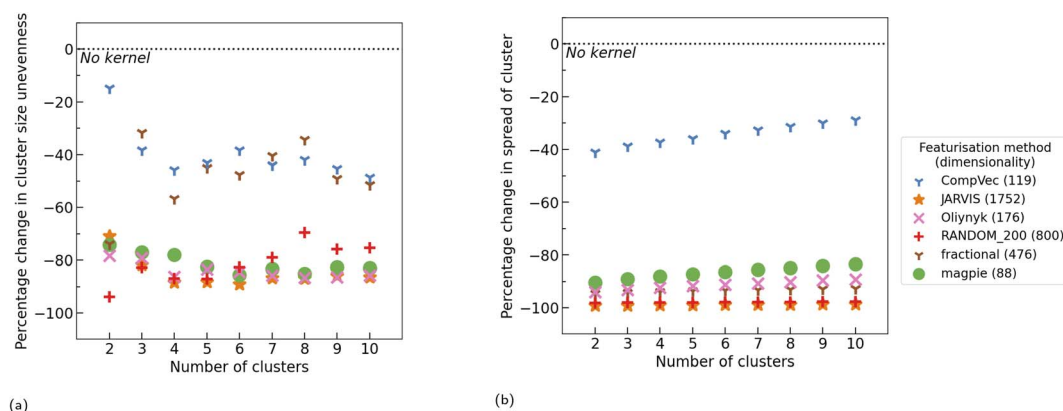 Percentage change in cluster size unevenness
0
−20
−40
−60
−80
−100
No kernel
2 3 4 5 6 7 8 9 10
Number of clusters
(a)
Percentage change in spread of cluster
0
−20
−40
−60
−80
−100
No kernel
2 3 4 5 6 7 8 9 10
Number of clusters
(b)
Featurisation method
(dimensionality)
CompVec (119)
JARVIS (1752)
Oliynyk (176)
RANDOM_200 (800)
fractional (476)
magpie (88)